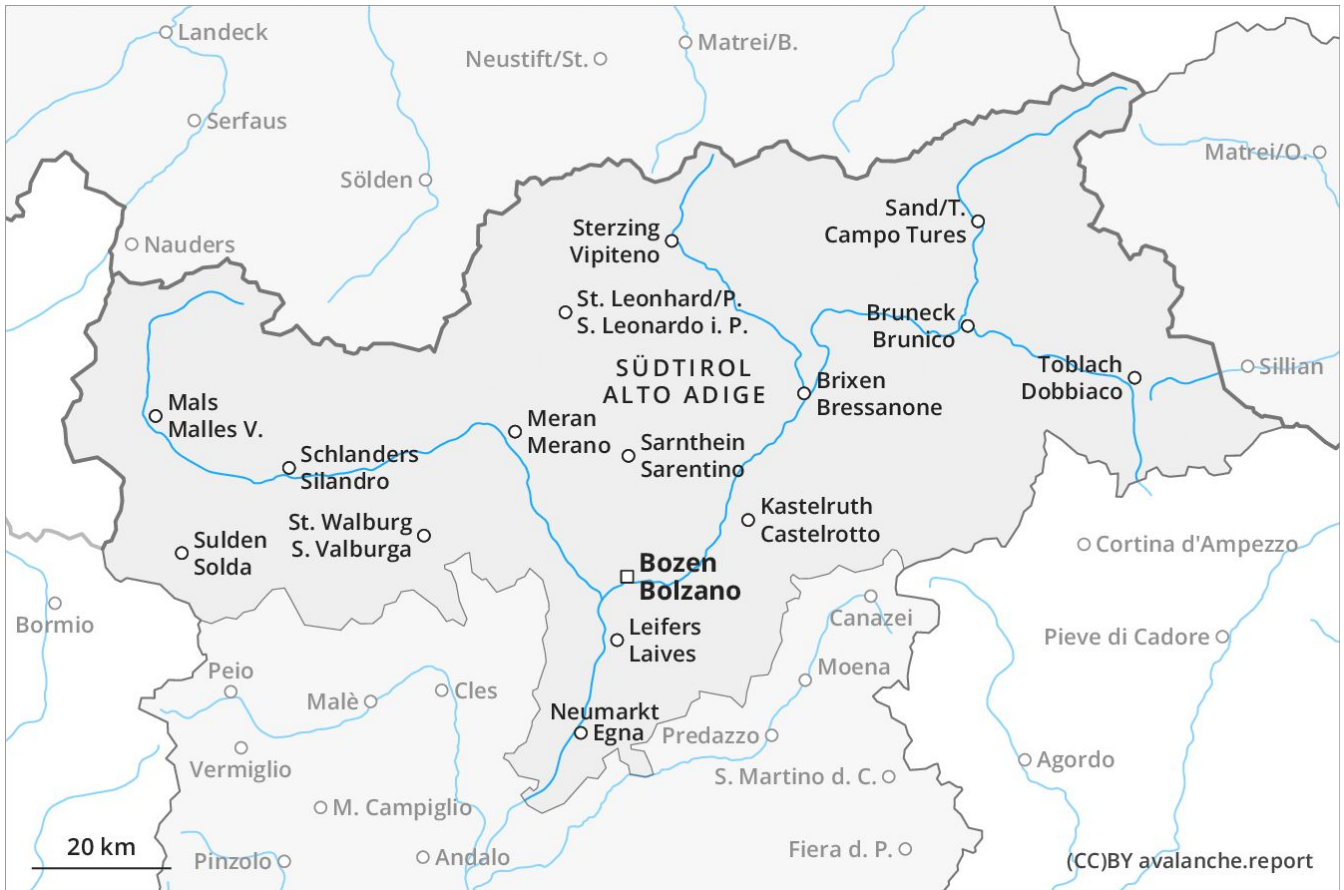 Landeck
Neustift/St.
Matrei/B.
Serfaus
Matrei/O.
Sölden
Sand/T.
Campo Tures
Sterzing
Vipiteno
Nauders
St. Leonhard/P.
S. Leonardo i. P.
Bruneck
Brunico
SÜDTIROL
ALTO ADIGE
Toblach
Dobbiaco
Sillian
Brixen
Bressanone
Mals
Malles V.
Meran
Merano
Sarnthein
Sarentino
Schlanders
Silandro
Kastelruth
Castelrotto
St. Walburg
S. Valburga
Sulden
Solda
Cortina d'Ampezzo
Bozen
Bolzano
Bormio
Canazei
Leifers
Laives
Pieve di Cadore
Peio
Moena
Malè
Cles
Neumarkt
Egna
Predazzo
Vermiglio
Agordo
S. Martino d. C.
M. Campiglio
20 km
Pinzolo
Andalo
Fiera d. P.
(CC)BY avalanche.report